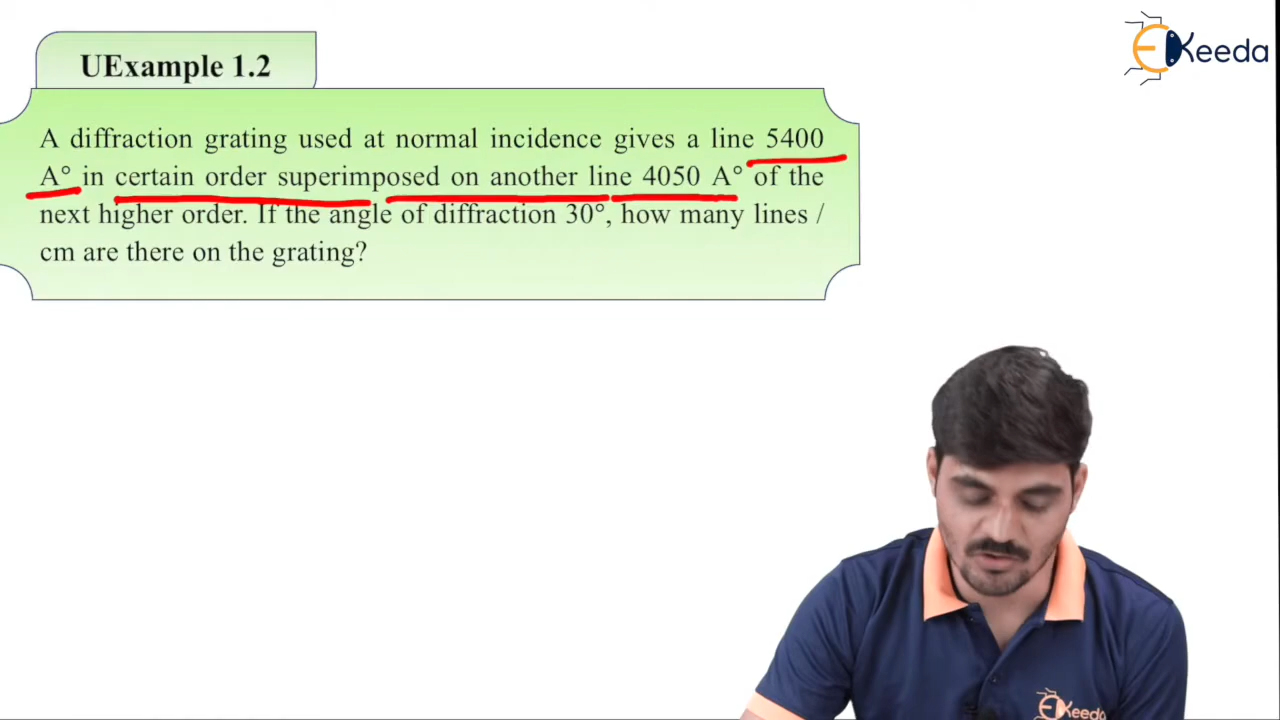 EKeeda
UExample 1.2
A diffraction grating used at normal incidence gives a line 5400
A° in certain order superimposed on another line 4050 A° of the
next higher order. If the angle of diffraction 30°, how many lines /
cm are there on the grating?
EKeeda